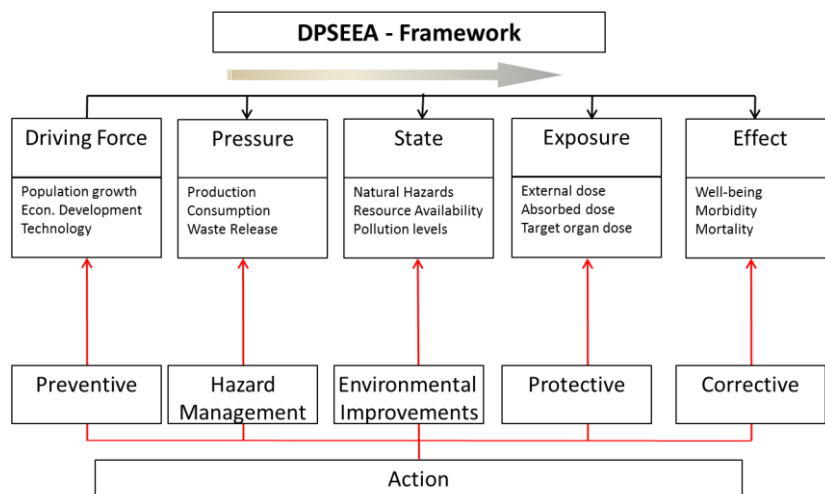 DPSEEA - Framework
Driving Force
Population growth
Econ. Development
Technology
Pressure
Production
Consumption
Waste Release
State
Natural Hazards
Resource Availability
Pollution levels
Exposure
External dose
Absorbed dose
Target organ dose
Effect
Well-being
Morbidity
Mortality
Preventive
Hazard
Management
Environmental
Improvements
Protective
Corrective
Action